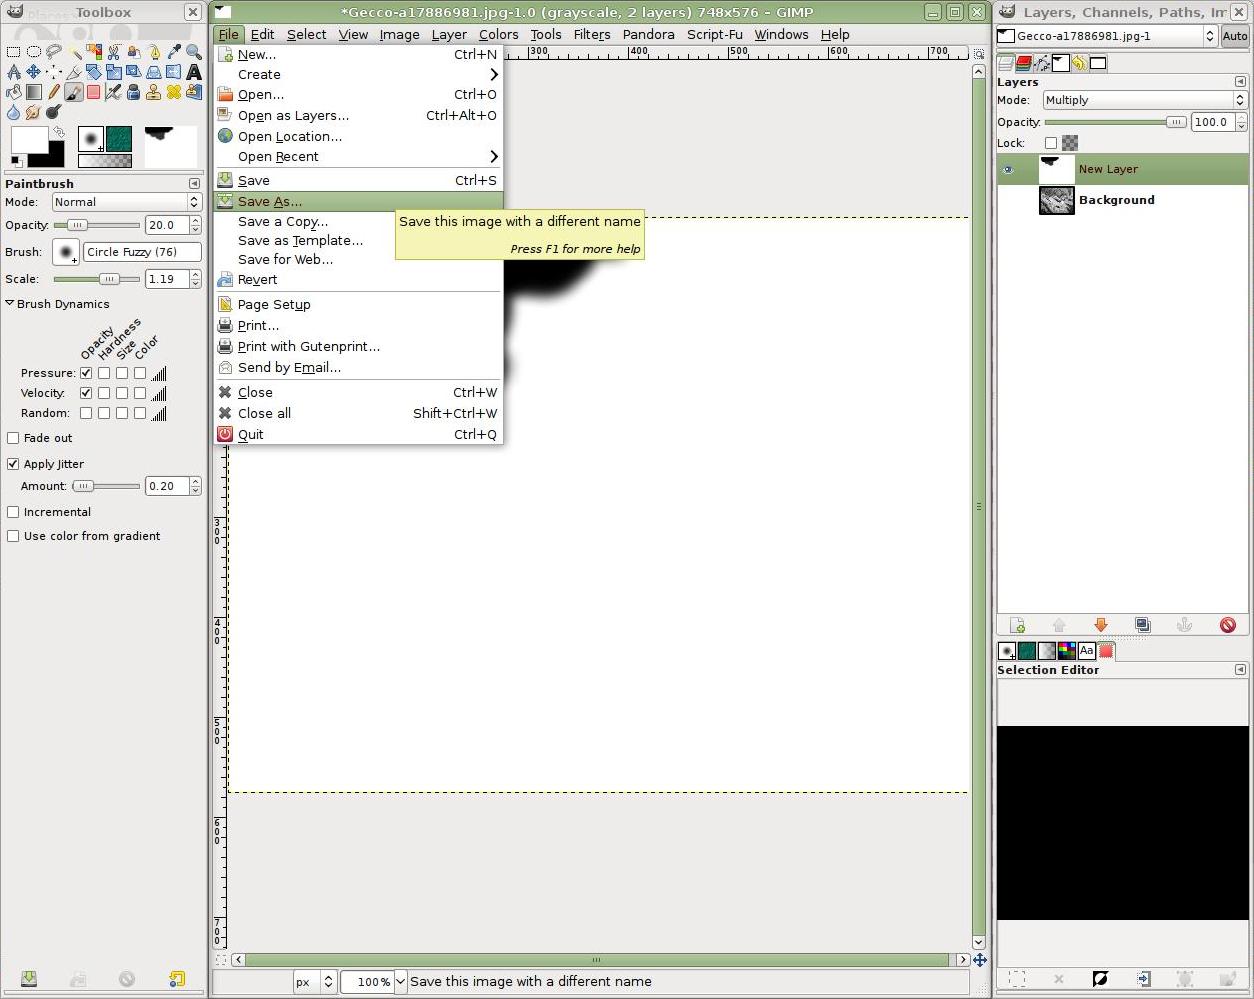 Toolbox
*Gecco-a17886981.jpg-1.0 (grayscale, 2 layers) 748x576 – GIMP
Layers, Channels, Paths, Im
File Edit Select View Image Layer Colors Tools Filters Pandora Script-Fu Windows Help
Gecco-a17886981.jpg-1
Auto
New... Ctrl+N
Create
Open... Ctrl+O
Open as Layers... Ctrl+Alt+O
Open Location...
Open Recent
Save Ctrl+S
Save As...
Save a Copy...
Save as Template...
Save for Web...
Revert
Page Setup
Print...
Print with Gutenprint...
Send by Email...
Close Ctrl+W
Close all Shift+Ctrl+W
Quit Ctrl+Q
Save this image with a different name
Press F1 for more help
300 400 500 600 700
300
400
500
600
700
Paintbrush
Mode: Normal
Opacity: 20.0
Brush: Circle Fuzzy (76)
Scale: 1.19
Brush Dynamics
Opacity
Hardness
Size
Color
Pressure:
Velocity:
Random:
Fade out
Apply Jitter
Amount: 0.20
Incremental
Use color from gradient
Layers
Mode: Multiply
Opacity: 100.0
Lock:
New Layer
Background
Aa
Selection Editor
px 100% Save this image with a different name